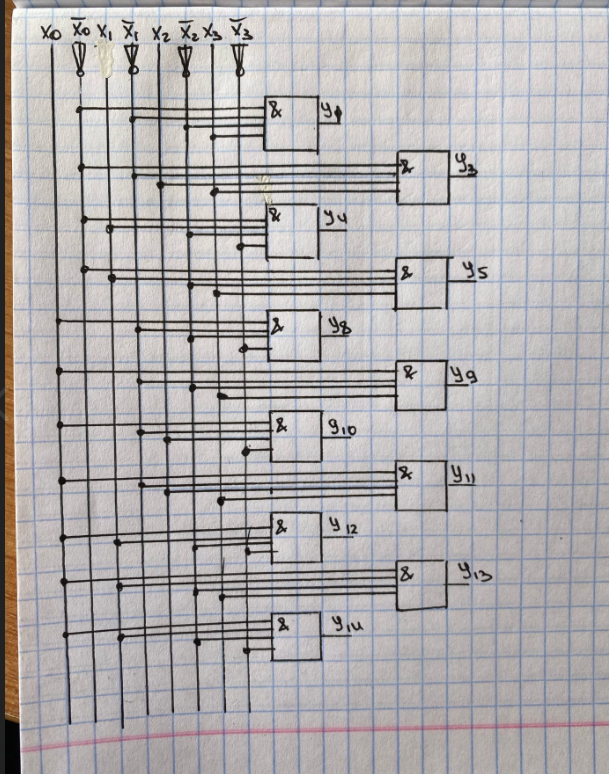 x0 x̅0 x1 x̅1 x2 x̅2 x3 x̅3
& y1
& y3
& y4
& y5
& y8
& y9
& y10
& y11
& y12
& y13
& y14